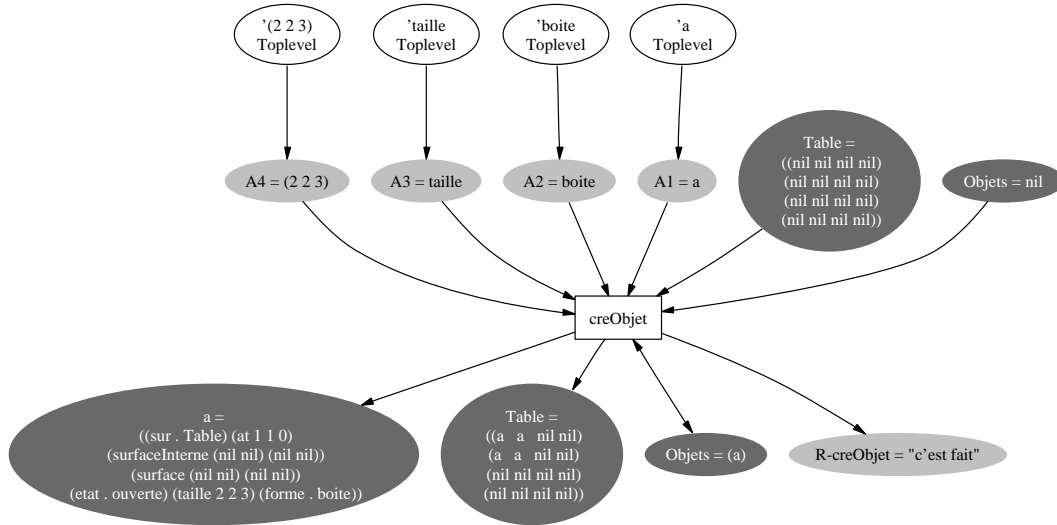 '(2 2 3)
Toplevel
'taille
Toplevel
'boite
Toplevel
'a
Toplevel
A4 = (2 2 3)
A3 = taille
A2 = boite
A1 = a
Table =
((nil nil nil nil)
(nil nil nil nil)
(nil nil nil nil)
(nil nil nil nil))
Objets = nil
creObjet
a =
((sur . Table) (at 1 1 0)
(surfaceInterne (nil nil) (nil nil))
(surface (nil nil) (nil nil))
(etat . ouverte) (taille 2 2 3) (forme . boite))
Table =
((a a nil nil)
(a a nil nil)
(nil nil nil nil)
(nil nil nil nil))
Objets = (a)
R-creObjet = "c'est fait"